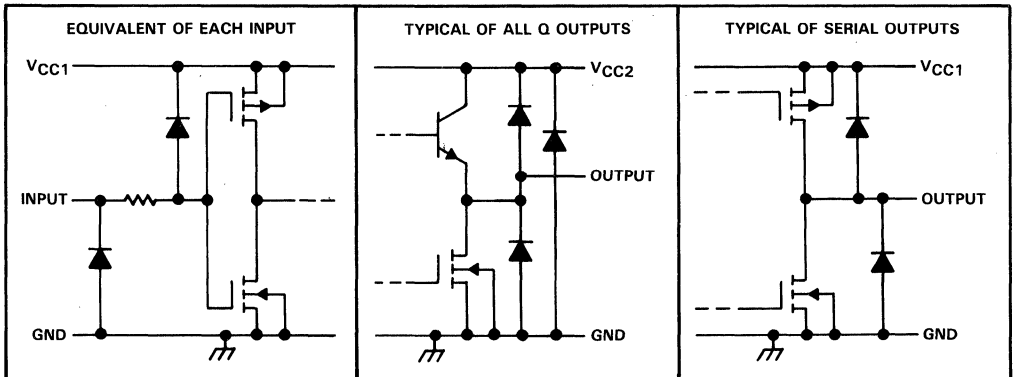 EQUIVALENT OF EACH INPUT
VCC1
INPUT
GND
TYPICAL OF ALL Q OUTPUTS
VCC2
OUTPUT
GND
TYPICAL OF SERIAL OUTPUTS
VCC1
OUTPUT
GND